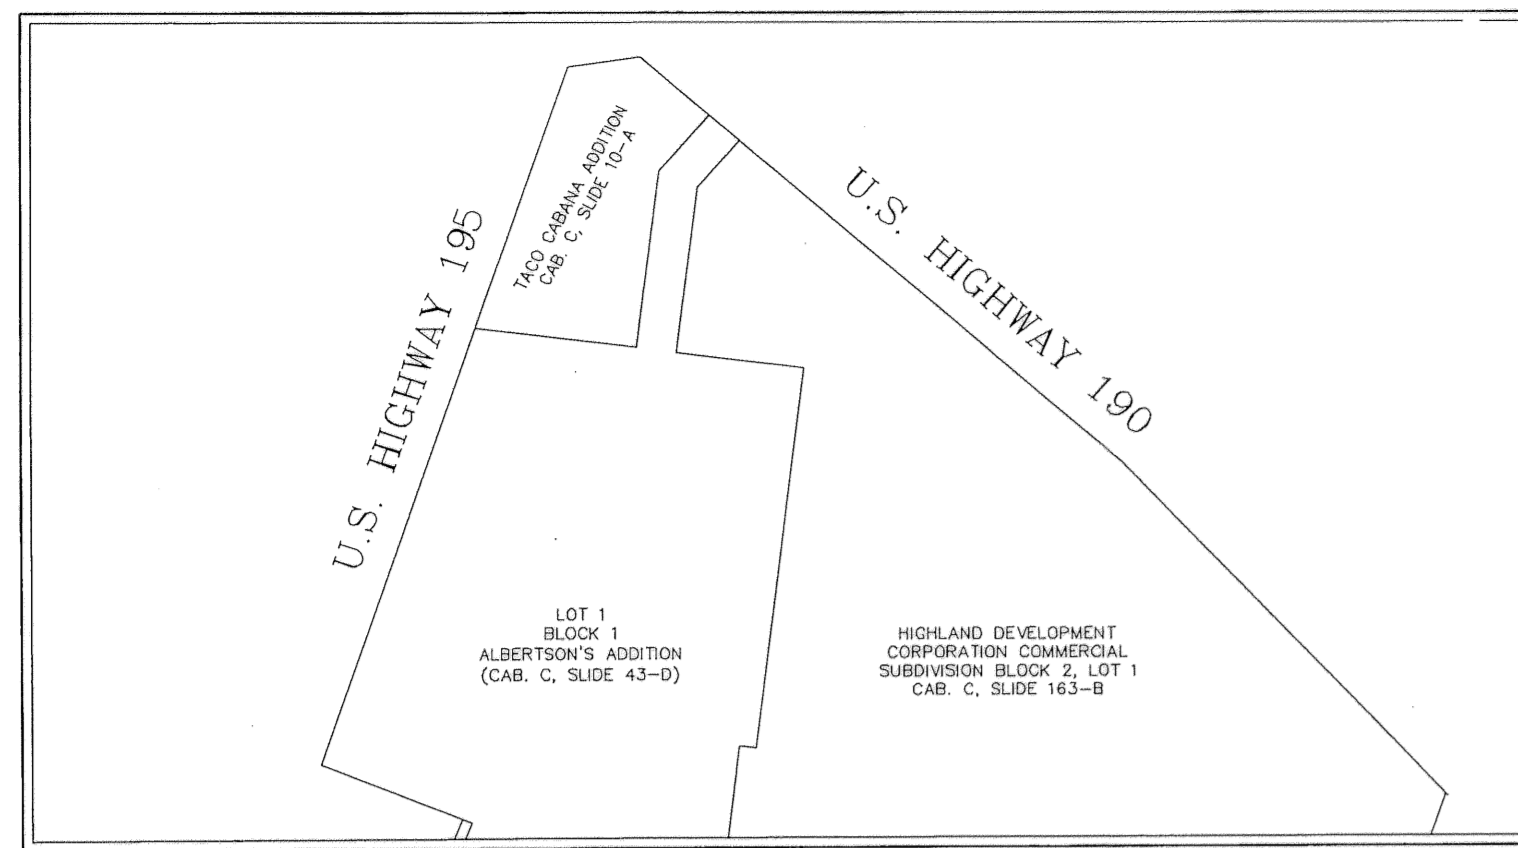 TACO CABANA ADDITION
CAB. C, SLIDE 10-A
U.S. HIGHWAY 195
U.S. HIGHWAY 190
LOT 1
BLOCK 1
ALBERTSON'S ADDITION
(CAB. C, SLIDE 43-D)
HIGHLAND DEVELOPMENT
CORPORATION COMMERCIAL
SUBDIVISION BLOCK 2, LOT 1
CAB. C, SLIDE 163-B